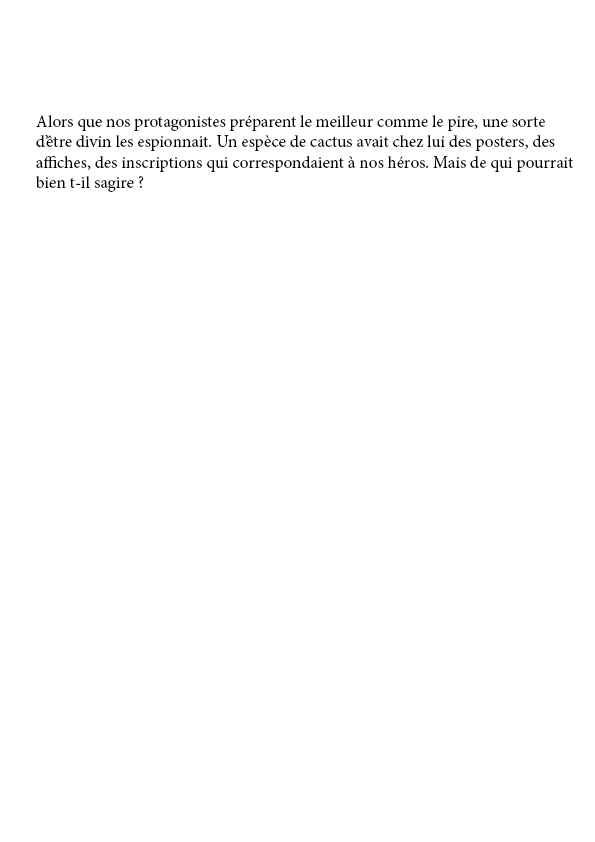 Alors que nos protagonistes préparent le meilleur comme le pire, une sorte
d'être divin les espionnait. Un espèce de cactus avait chez lui des posters, des
affiches, des inscriptions qui correspondaient à nos héros. Mais de qui pourrait
bien t-il sagire ?